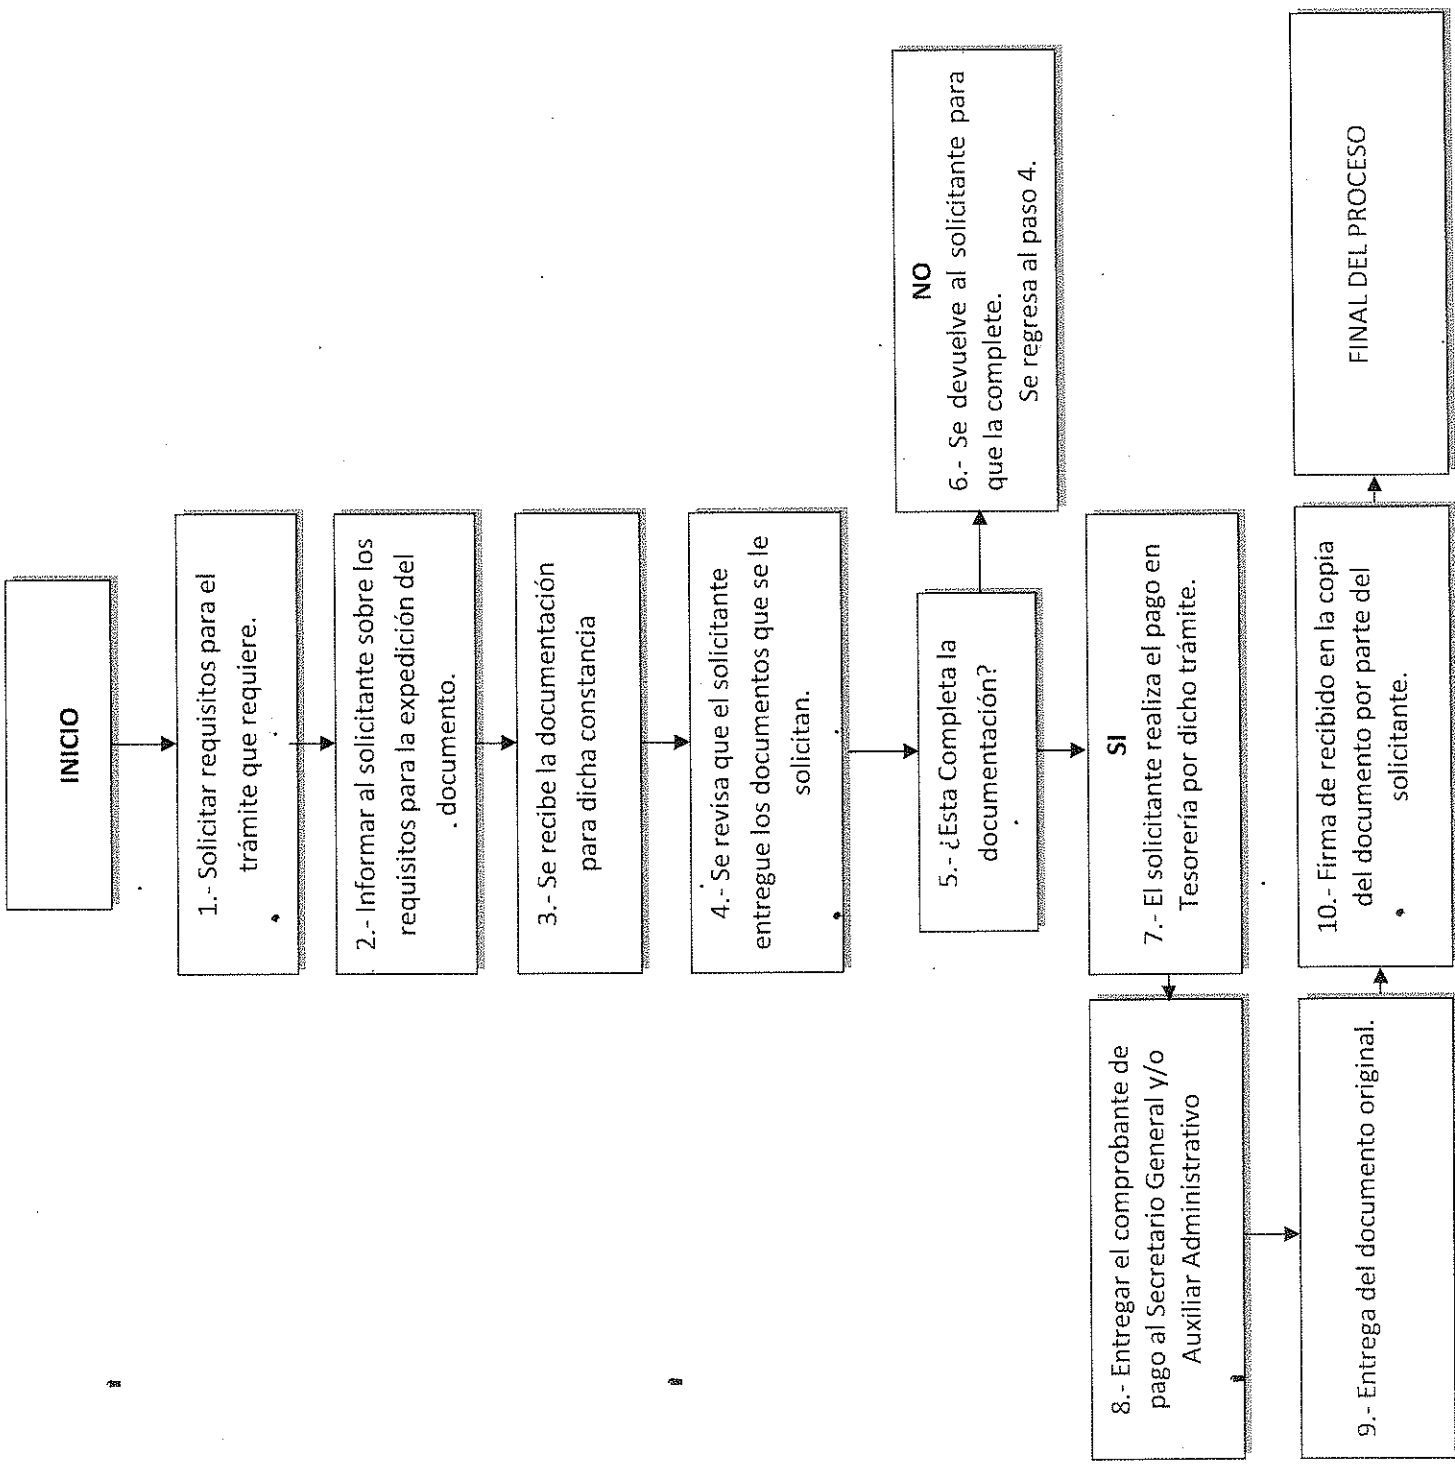 INICIO
1.- Solicitar requisitos para el
trámite que requiere.
2.- Informar al solicitante sobre los
requisitos para la expedición del
documento.
3.- Se recibe la documentación
para dicha constancia
4.- Se revisa que el solicitante
entregue los documentos que se le
solicitan.
5.- ¿Esta Completa la
documentación?
NO
6.- Se devuelve al solicitante para
que la complete.
Se regresa al paso 4.
SI
7.- El solicitante realiza el pago en
Tesorería por dicho trámite.
8.- Entregar el comprobante de
pago al Secretario General y/o
Auxiliar Administrativo
9.- Entrega del documento original.
10.- Firma de recibido en la copia
del documento por parte del
solicitante.
FINAL DEL PROCESO